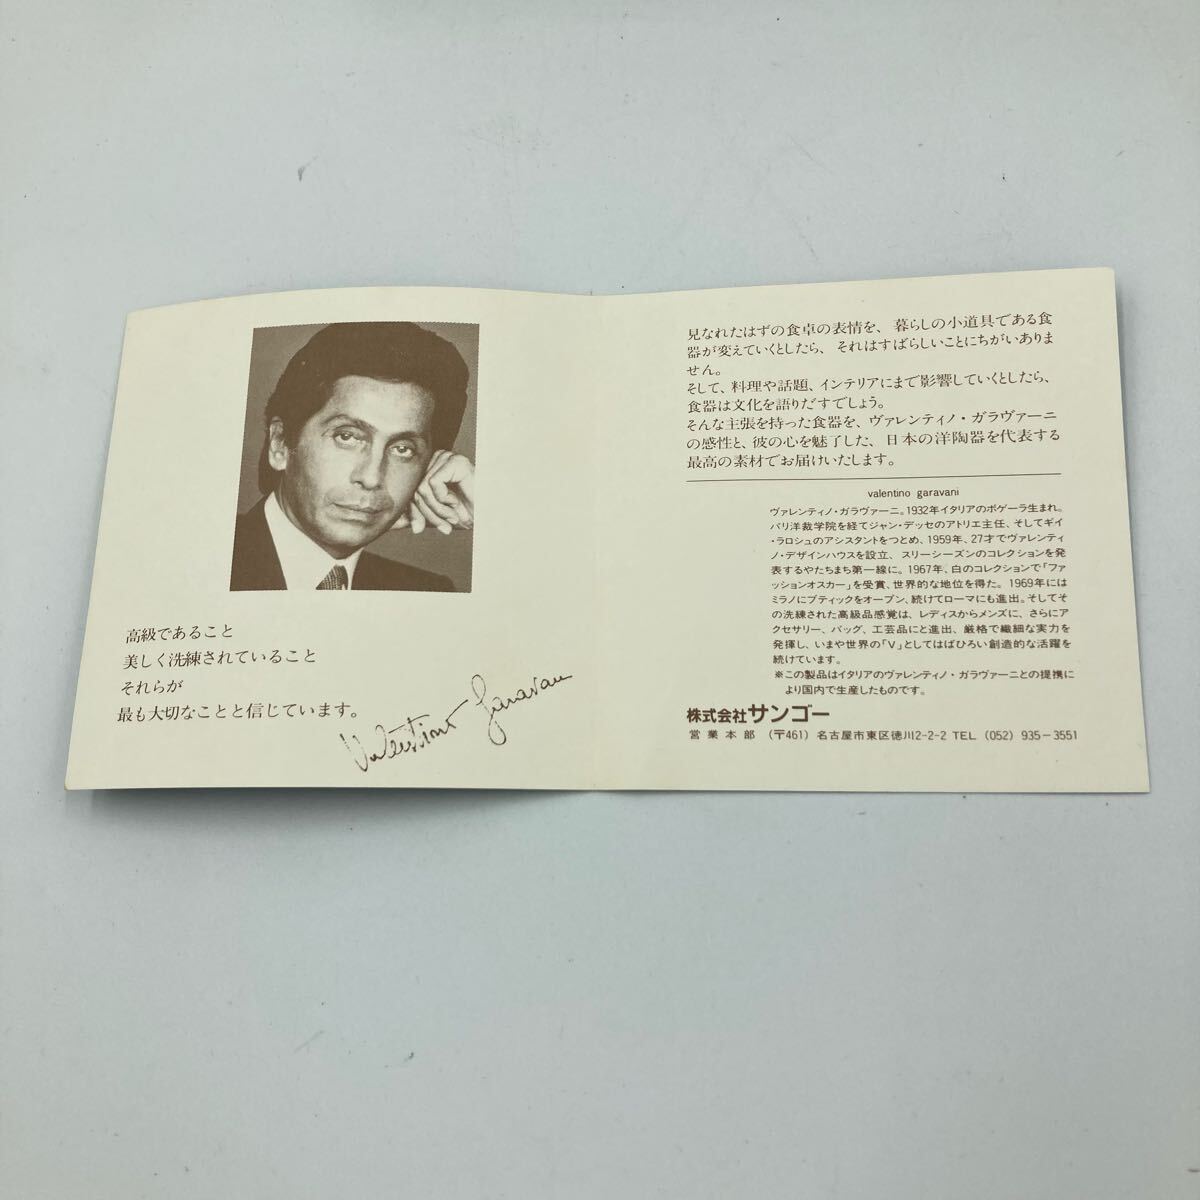 高級であること
美しく洗練されていること
それらが
最も大切なことと信じています。
Valentino Garavani
見なれたはずの食卓の表情を、暮らしの小道具である食
器が変えていくとしたら、それはすばらしいことにちがいありま
せん。
そして、料理や話題、インテリアにまで影響していくとしたら、
食器は文化を語りだすでしょう。
そんな主張を持った食器を、ヴァレンティノ・ガラヴァーニ
の感性と、彼の心を魅了した、日本の洋陶器を代表する
最高の素材でお届けいたします。
valentino garavani
ヴァレンティノ・ガラヴァーニ。1932年イタリアのボゲーラ生まれ。
パリ洋裁学院を経てジャン・デッセのアトリエ主任、そしてギイ
・ラロシュのアシスタントをつとめ、1959年、27才でヴァレンティ
ノ・デザインハウスを設立、スリーシーズンのコレクションを発
表するやたちまち第一線に。1967年、白のコレクションで「ファ
ッションオスカー」を受賞、世界的な地位を得た。1969年には
ミラノにブティックをオープン、続けてローマにも進出。そしてそ
の洗練された高級品感覚は、レディスからメンズに、さらにア
クセサリー、バッグ、工芸品にと進出、厳格で繊細な実力を
発揮し、いまや世界の「V」としてはばひろい創造的な活躍を
続けています。
※この製品はイタリアのヴァレンティノ・ガラヴァーニとの提携に
より国内で生産したものです。
株式会社サンゴー
営業本部 (〒461) 名古屋市東区徳川2-2-2 TEL (052) 935-3551